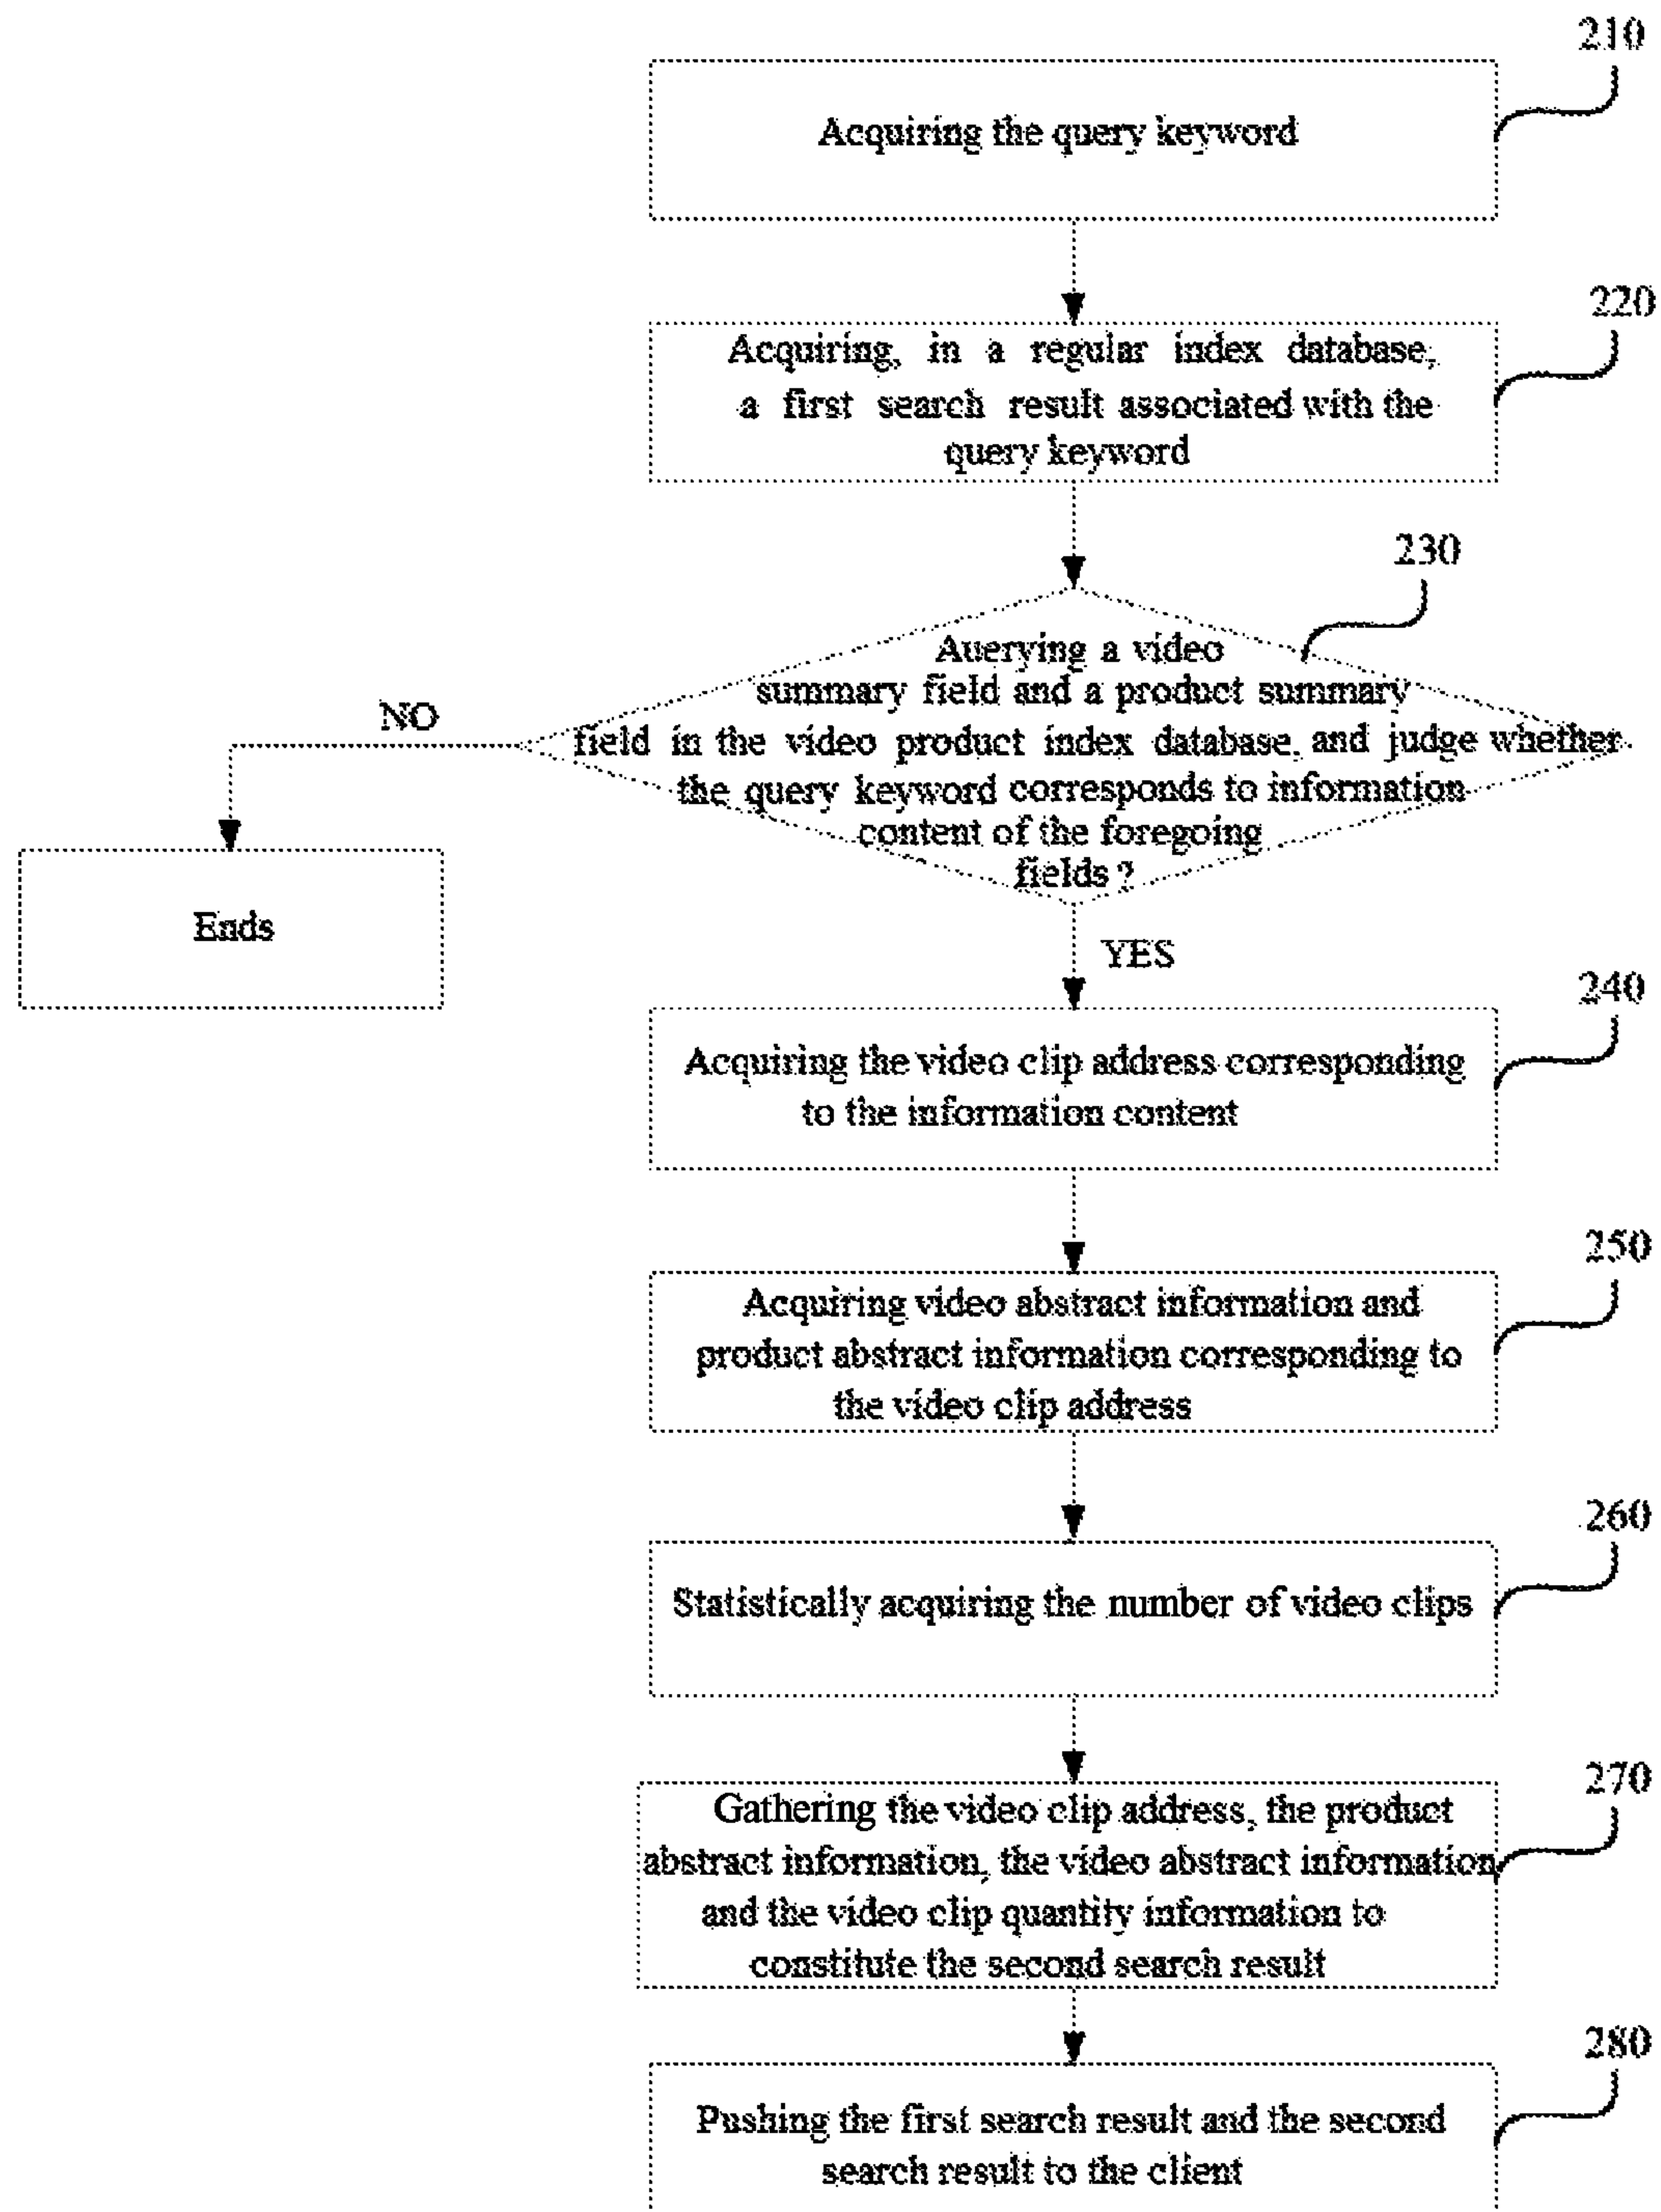 210
Acquiring the query keyword
220
Acquiring, in a regular index database,
a first search result associated with the
query keyword
230
Auerying a video
summary field and a product summary
field in the video product index database, and judge whether
the query keyword corresponds to information
content of the foregoing
fields?
NO
Ends
YES
240
Acquiring the video clip address corresponding
to the information content
250
Acquiring video abstract information and
product abstract information corresponding to
the video clip address
260
Statistically acquiring the number of video clips
270
Gathering the video clip address, the product
abstract information, the video abstract information
and the video clip quantity information to
constitute the second search result
280
Pushing the first search result and the second
search result to the client